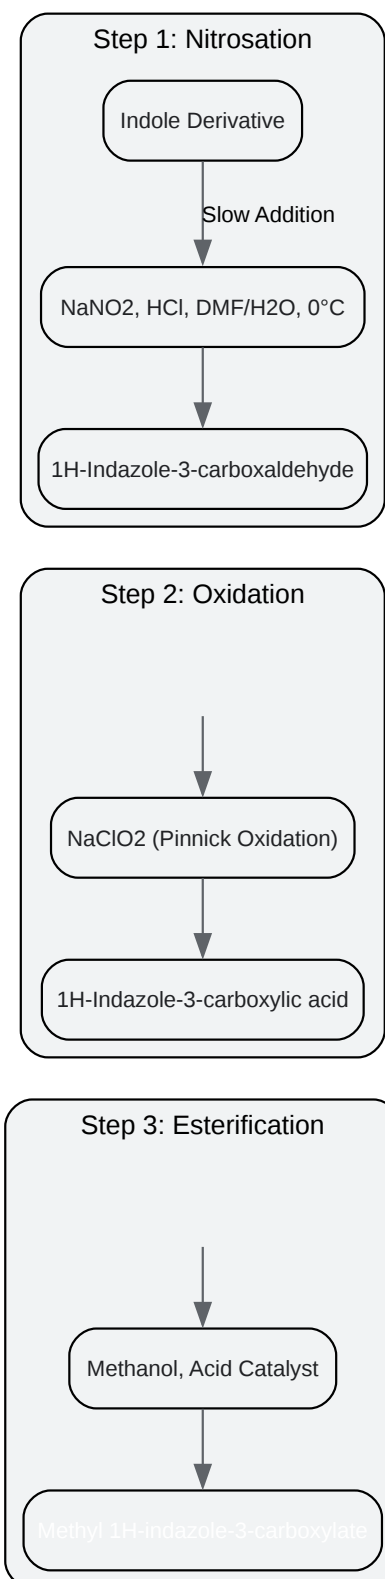 Step 1: Nitrosation
Indole Derivative
Slow Addition
NaNO2, HCl, DMF/H2O, 0°C
1H-Indazole-3-carboxaldehyde
Step 2: Oxidation
NaClO2 (Pinnick Oxidation)
1H-Indazole-3-carboxylic acid
Step 3: Esterification
Methanol, Acid Catalyst
Methyl 1H-indazole-3-carboxylate